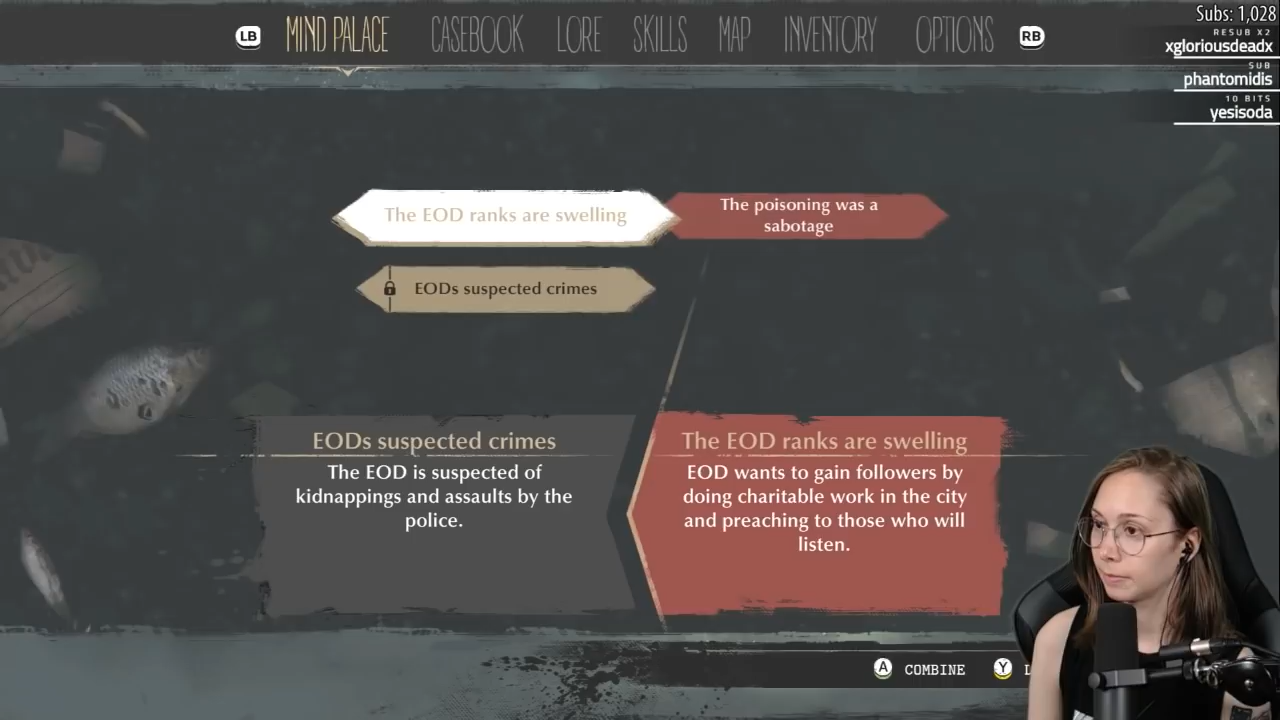 Subs: 1,028
RESUB X2
xgloriousdeadx
SUB
phantomidis
10 BITS
yesisoda
LB MIND PALACE CASEBOOK LORE SKILLS MAP INVENTORY OPTIONS RB
The EOD ranks are swelling
The poisoning was a
sabotage
EODs suspected crimes
EODs suspected crimes
The EOD is suspected of
kidnappings and assaults by the
police.
The EOD ranks are swelling
EOD wants to gain followers by
doing charitable work in the city
and preaching to those who will
listen.
A COMBINE Y